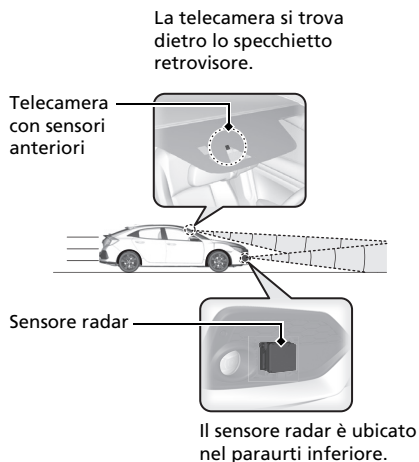 La telecamera si trova
dietro lo specchietto
retrovisore.
Telecamera
con sensori
anteriori
Sensore radar
Il sensore radar è ubicato
nel paraurti inferiore.